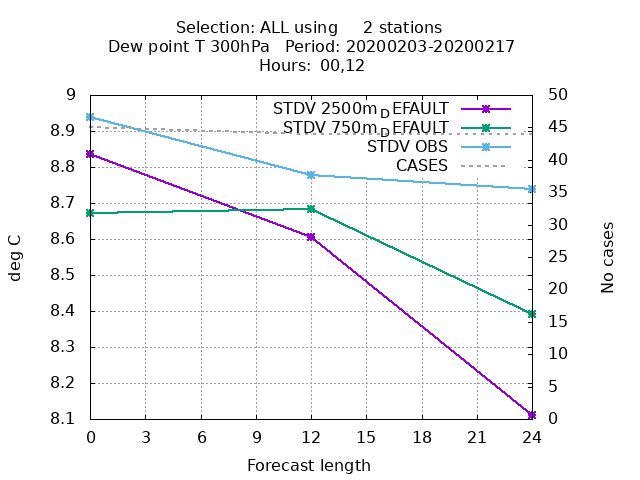 Selection: ALL using 2 stations
Dew point T 300hPa Period: 20200203-20200217
Hours: 00,12
STDV 2500m_DEFAULT
STDV 750m_DEFAULT
STDV OBS
CASES
deg C
9
8.9
8.8
8.7
8.6
8.5
8.4
8.3
8.2
8.1
50
45
40
35
30
25
20
15
10
5
0
No cases
0 3 6 9 12 15 18 21 24
Forecast length